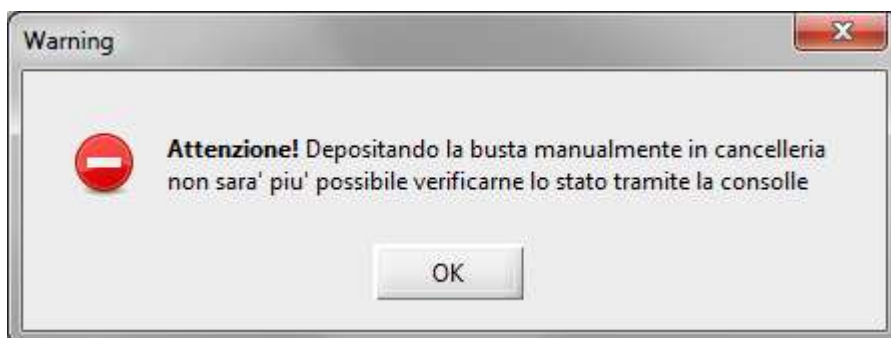 Warning
Attenzione! Depositando la busta manualmente in cancelleria
non sara' piu' possibile verificarne lo stato tramite la consolle
OK